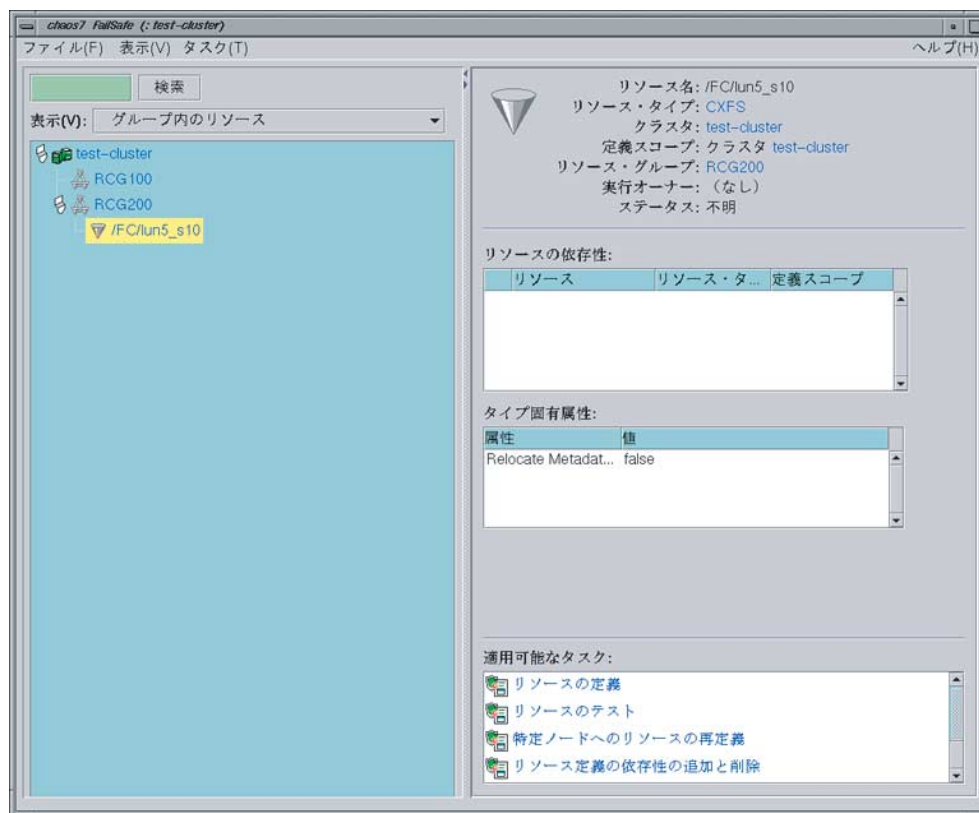 chaos7 FailSafe (: test-cluster)
ファイル(F) 表示(V) タスク(T) ヘルプ(H)
検索
表示(V): グループ内のリソース
test-cluster
RCG100
RCG200
/FC/lun5_s10
リソース名: /FC/lun5_s10
リソース・タイプ: CXFS
クラスタ: test-cluster
定義スコープ: クラスタ test-cluster
リソース・グループ: RCG200
実行オーナー: (なし)
ステータス: 不明
リソースの依存性:
リソース リソース・タ... 定義スコープ
タイプ固有属性:
属性 値
Relocate Metadat... false
適用可能なタスク:
リソースの定義
リソースのテスト
特定ノードへのリソースの再定義
リソース定義の依存性の追加と削除